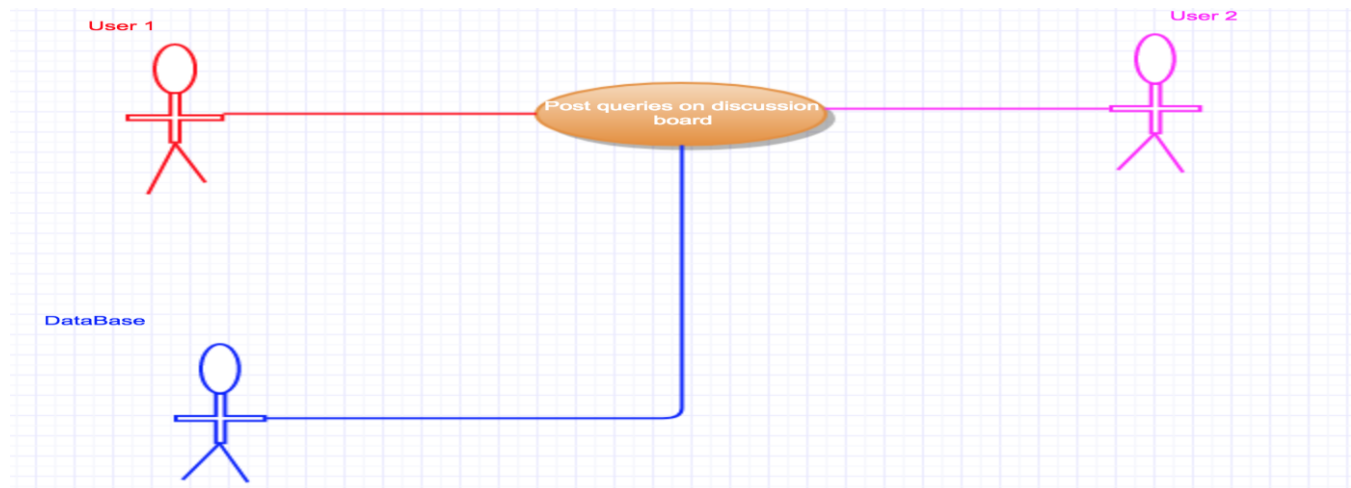 User 1
User 2
Post queries on discussion
board
DataBase